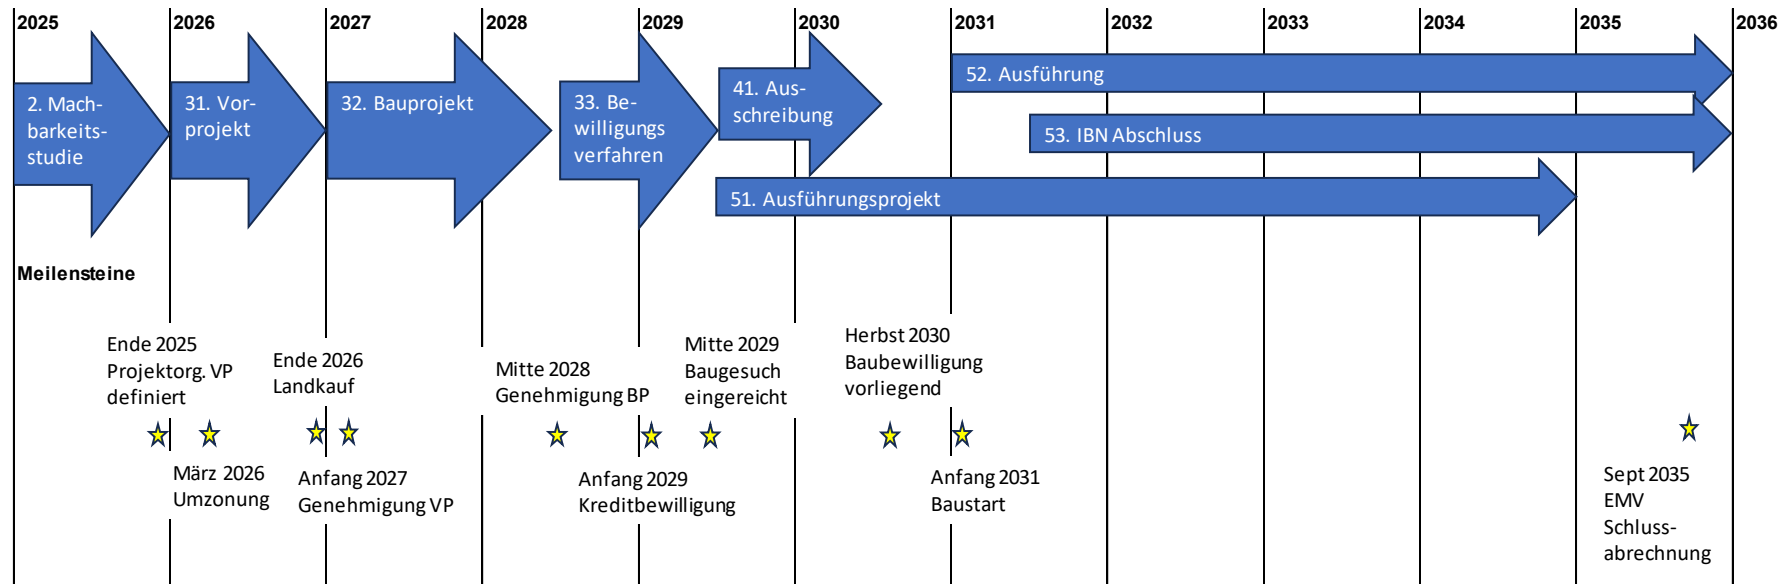 2025
2026
2027
2028
2029
2030
2031
2032
2033
2034
2035
2036
2. Mach-
barkeits-
studie
31. Vor-
projekt
32. Bauprojekt
33. Be-
willigungs
verfahren
41. Aus-
schreibung
52. Ausführung
53. IBN Abschluss
51. Ausführungsprojekt
Meilensteine
Ende 2025
Projektorg. VP
definiert
März 2026
Umzonung
Ende 2026
Landkauf
Anfang 2027
Genehmigung VP
Mitte 2028
Genehmigung BP
Anfang 2029
Kreditbewilligung
Mitte 2029
Baugesuch
eingereicht
Herbst 2030
Baubewilligung
vorliegend
Anfang 2031
Baustart
Sept 2035
EMV
Schluss-
abrechnung